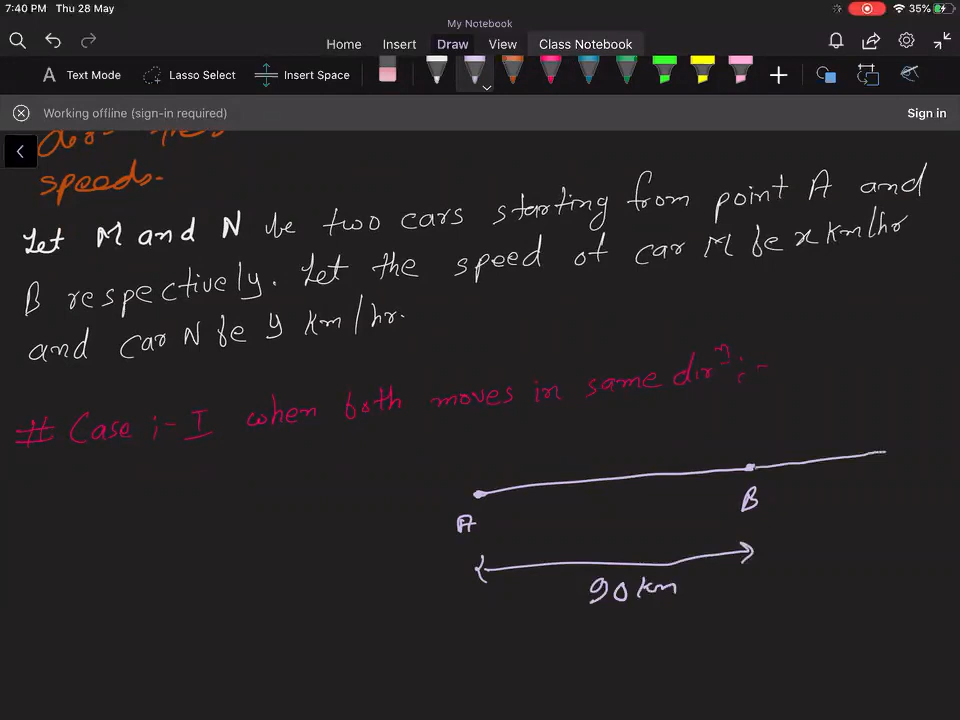 7:40 PM Thu 28 May
35%
My Notebook
Home Insert Draw View Class Notebook
Text Mode Lasso Select Insert Space
Working offline (sign-in required) Sign in
speeds.
Let M and N be two cars starting from point A and
B respectively. Let the speed of car M be x km/hr
and car N be y km/hr.
# Case :- I when both moves in same dirⁿ :-
A B
90 km